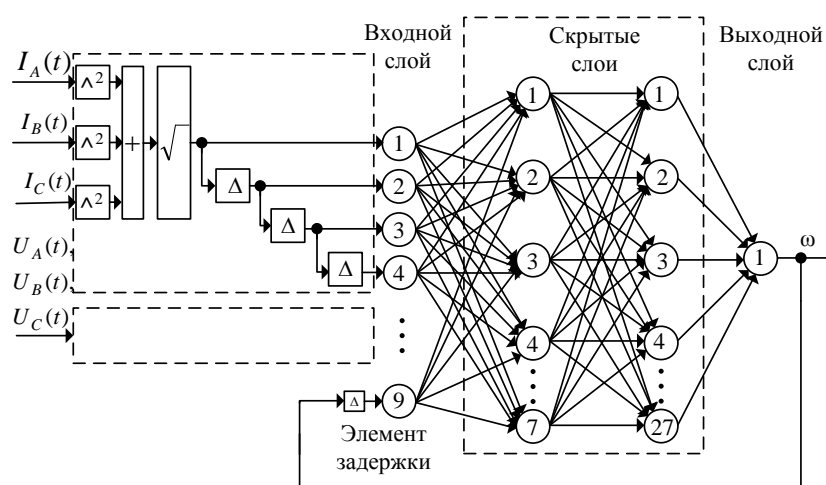 Входной
слой
Скрытые
слои
Выходной
слой
I_A(t)
^2
I_B(t)
^2
I_C(t)
^2
+
√
Δ
Δ
Δ
U_A(t)
U_B(t)
U_C(t)
1
2
3
4
9
Δ
Элемент
задержки
1
2
3
4
7
1
2
3
4
27
1
ω